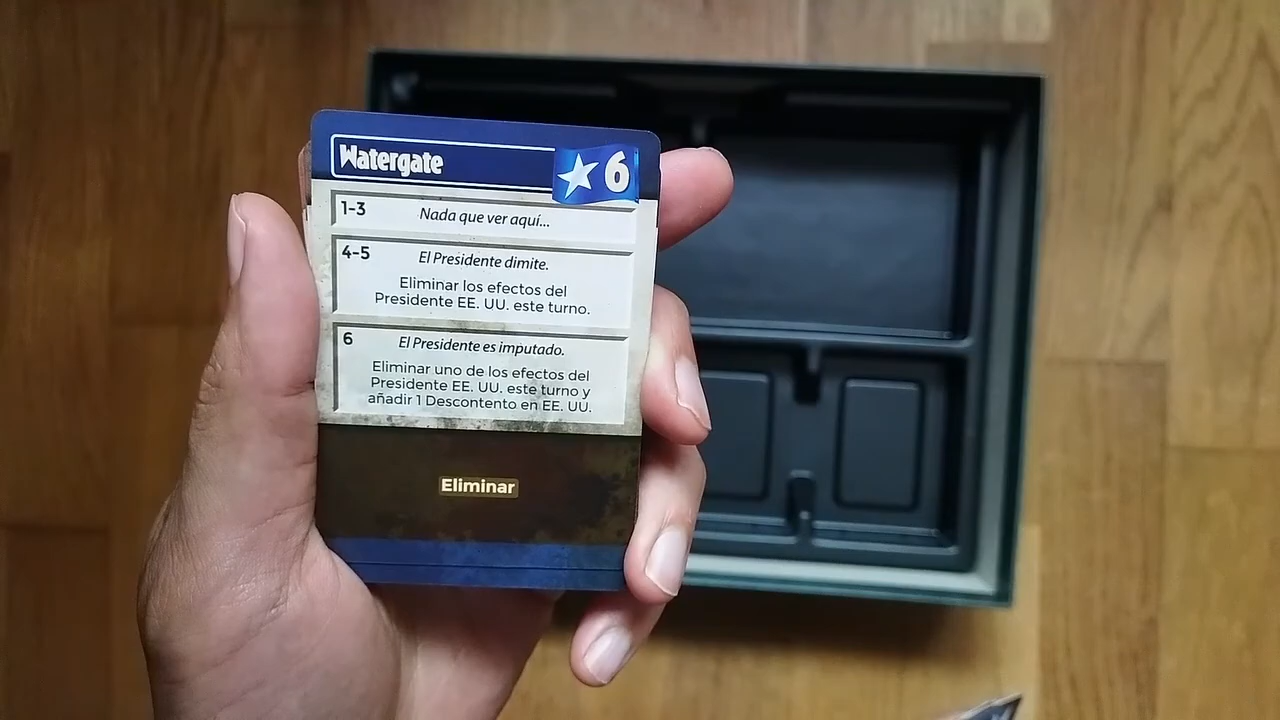 Watergate
6
1-3 Nada que ver aquí...
4-5 El Presidente dimite.
Eliminar los efectos del
Presidente EE. UU. este turno.
6 El Presidente es imputado.
Eliminar uno de los efectos del
Presidente EE. UU. este turno y
añadir 1 Descontento en EE. UU.
Eliminar